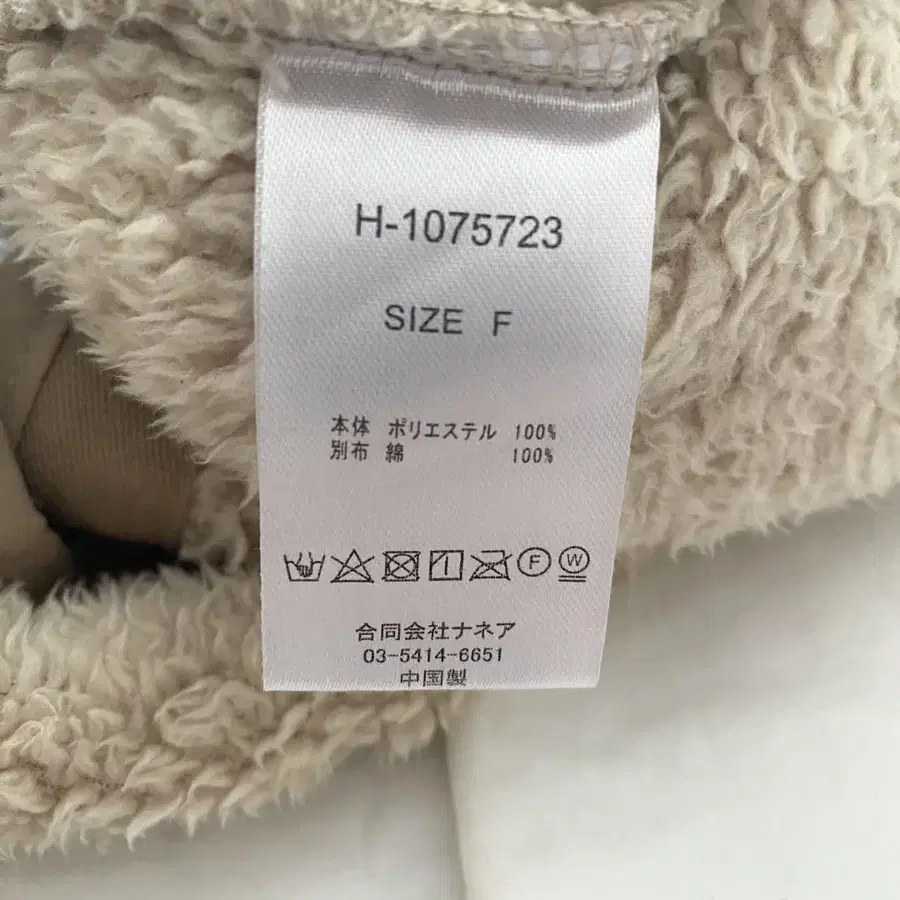 H-1075723
SIZE F
本体 ポリエステル 100%
別布 綿 100%
F W
合同会社ナネア
03-5414-6651
中国製